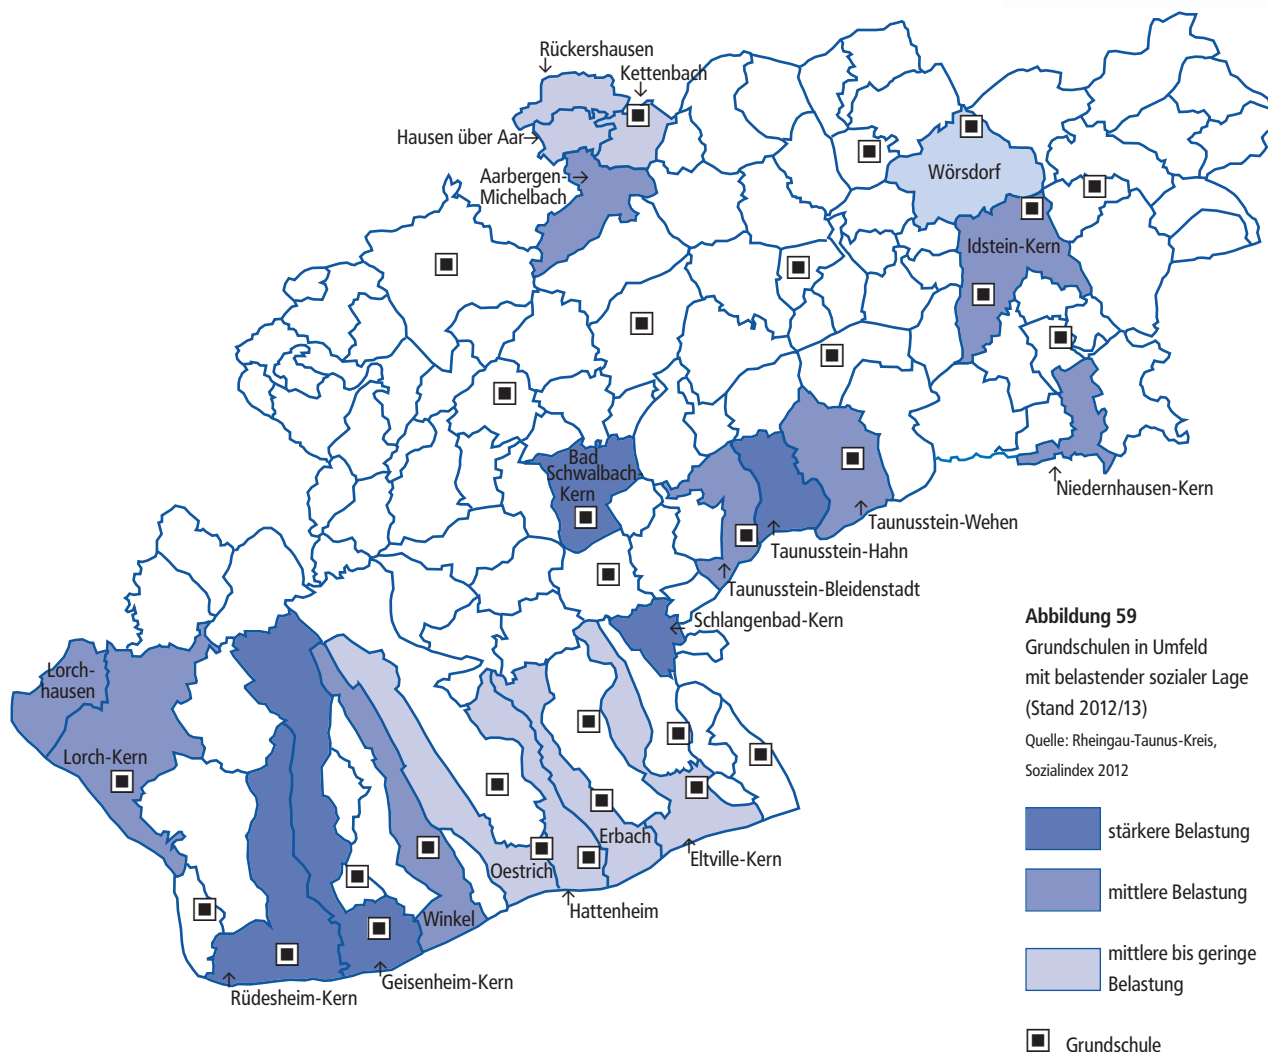 Rückershausen
Kettenbach
Hausen über Aar
Aarbergen-
Michelbach
Wörsdorf
Idstein-Kern
Bad
Schwalbach-
Kern
Niedernhausen-Kern
Taunusstein-Wehen
Taunusstein-Hahn
Taunusstein-Bleidenstadt
Schlangenbad-Kern
Lorch-
hausen
Lorch-Kern
Erbach
Eltville-Kern
Oestrich
Hattenheim
Winkel
Geisenheim-Kern
Rüdesheim-Kern
Abbildung 59
Grundschulen in Umfeld
mit belastender sozialer Lage
(Stand 2012/13)
Quelle: Rheingau-Taunus-Kreis,
Sozialindex 2012
stärkere Belastung
mittlere Belastung
mittlere bis geringe
Belastung
Grundschule